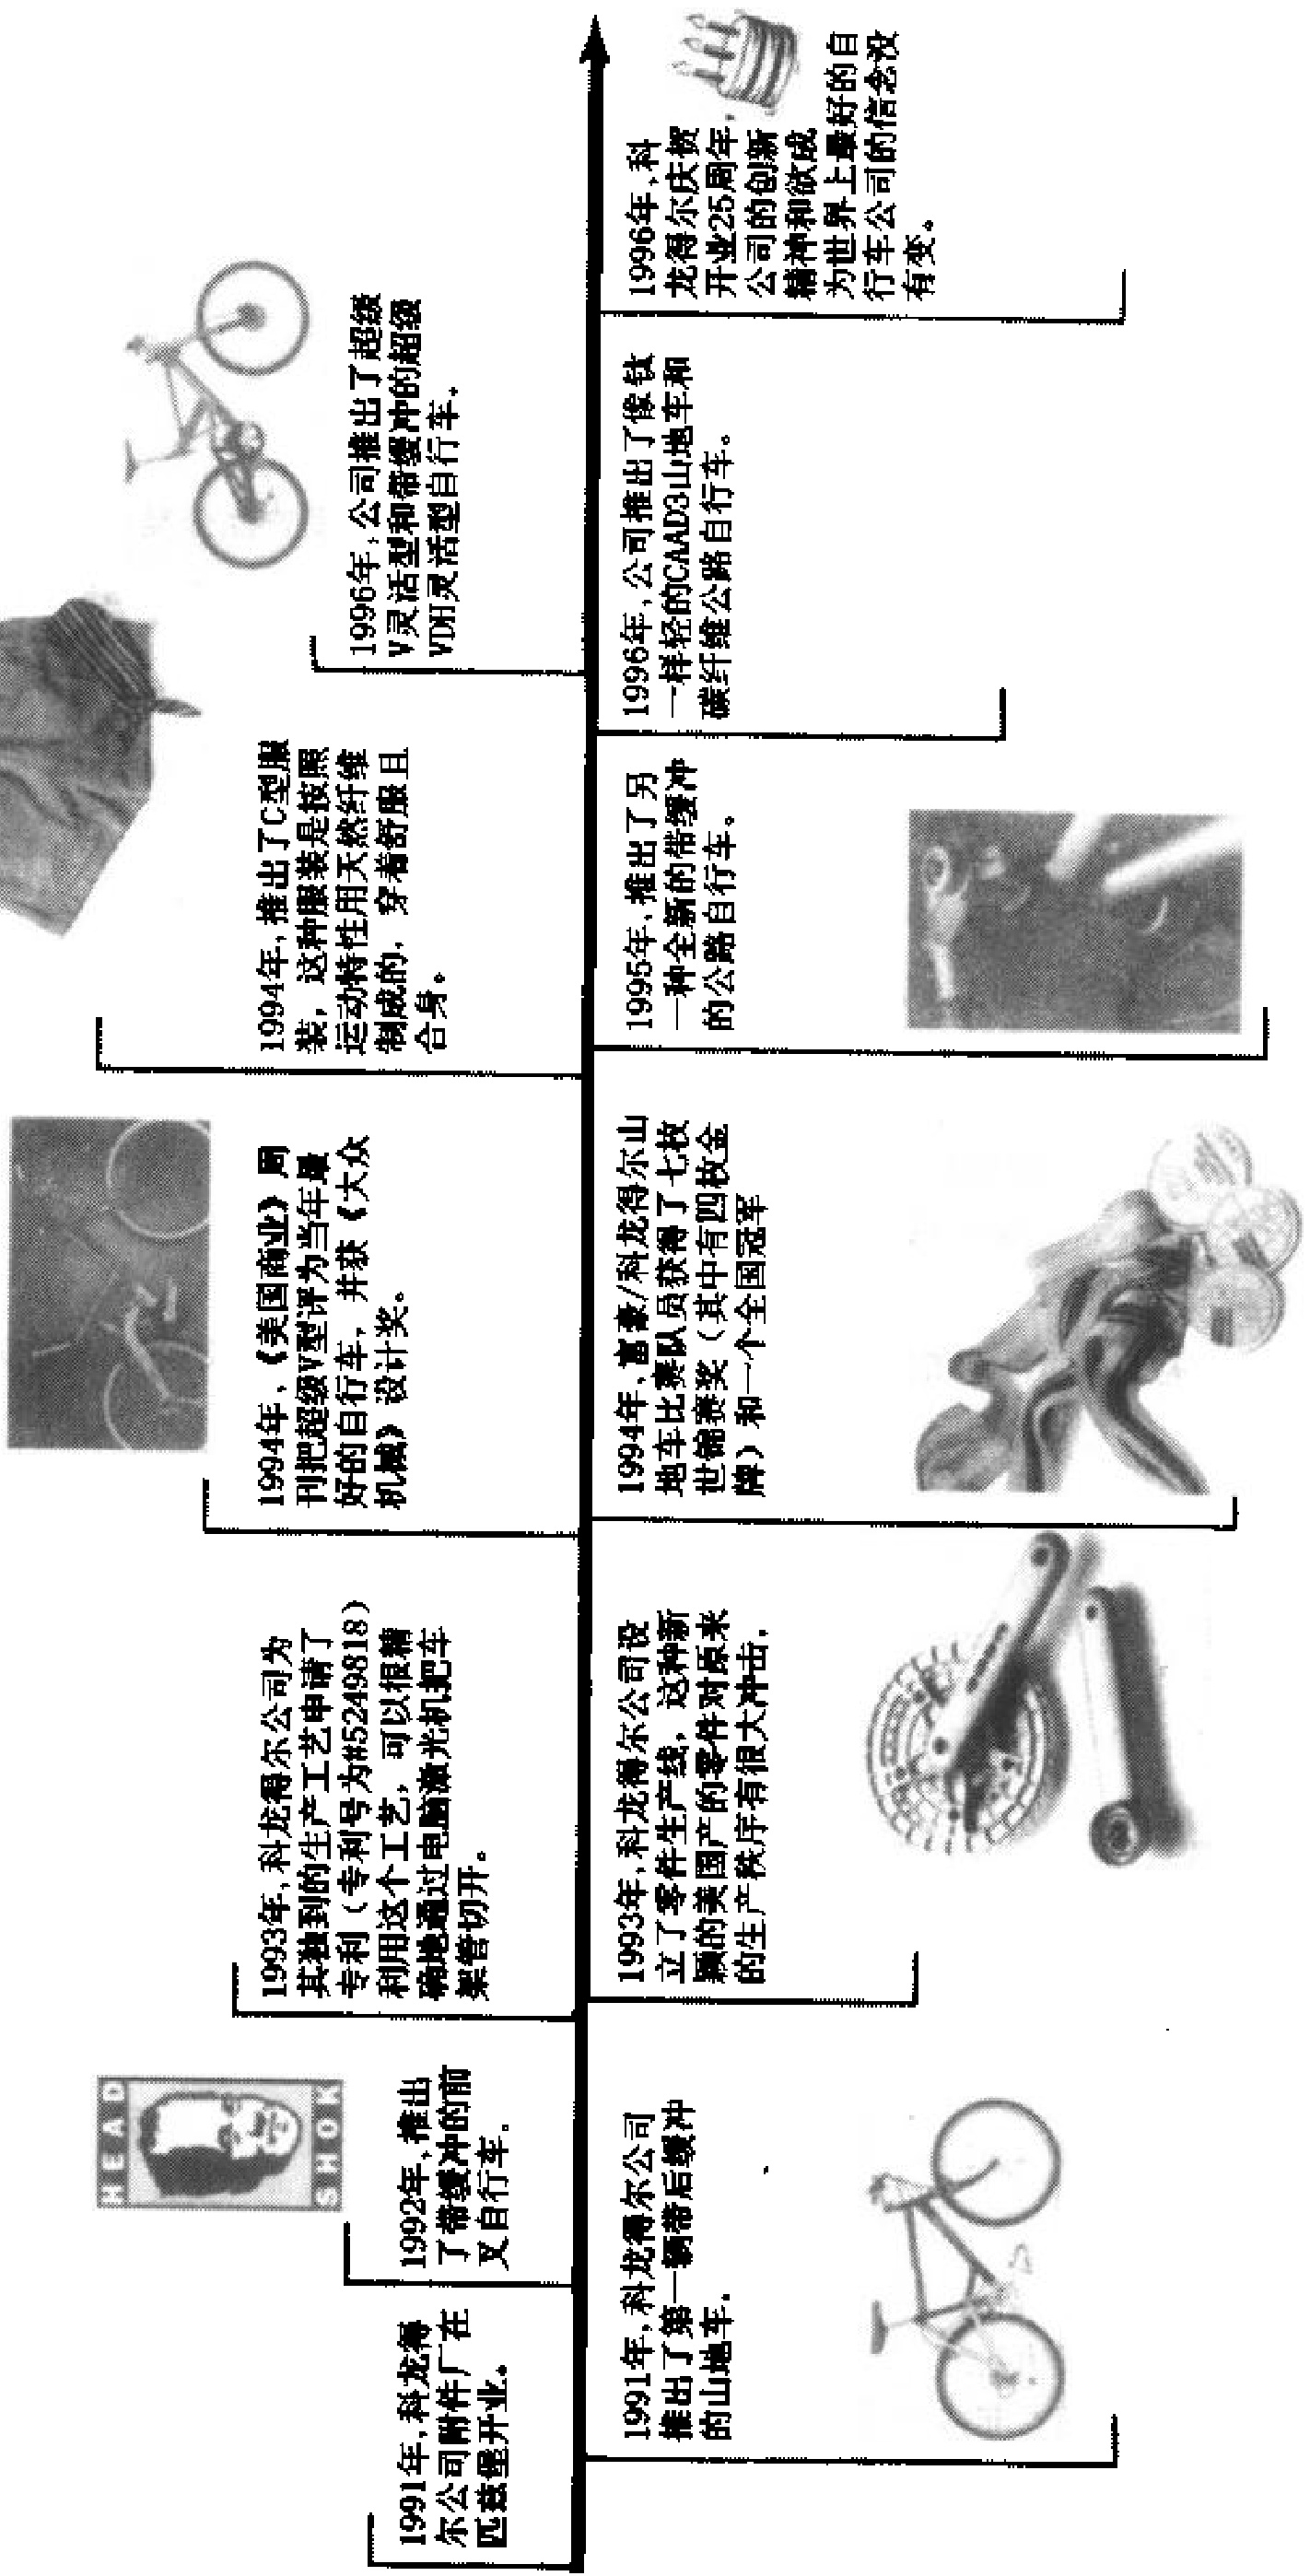 1991年,科龙得
尔公司附件厂在
匹兹堡开业。
HEAD
SHOK
1992年,推出
了带缓冲的前
叉自行车。
1993年,科龙得尔公司为
其独到的生产工艺申请了
专利(专利号为#5249818)
利用这个工艺,可以很精
确地通过电脑激光机把车
架管切开。
1994年,《美国商业》周
刊把超级V型评为当年最
好的自行车,并获《大众
机械》设计奖。
1994年,推出了C型服
装,这种服装是按照
运动特性用天然纤维
制成的,穿着舒服且
合身。
1996年,公司推出了超级
V灵活型和带缓冲的超级
VDH灵活型自行车。
1991年,科龙得尔公司
推出了第一辆带后缓冲
的山地车。
1993年,科龙得尔公司设
立了零件生产线,这种新
颖的美国产的零件对原来
的生产秩序有很大冲击。
1994年,富豪/科龙得尔山
地车比赛队员获得了七枚
世锦赛奖(其中有四枚金
牌)和一个全国冠军
1995年,推出了另
一种全新的带缓冲
的公路自行车。
1996年,公司推出了像钛
一样轻的CAAD3山地车和
碳纤维公路自行车。
1996年,科
龙得尔庆贺
开业25周年,
公司的创新
精神和欲成
为世界上最好的自
行车公司的信念没
有变。